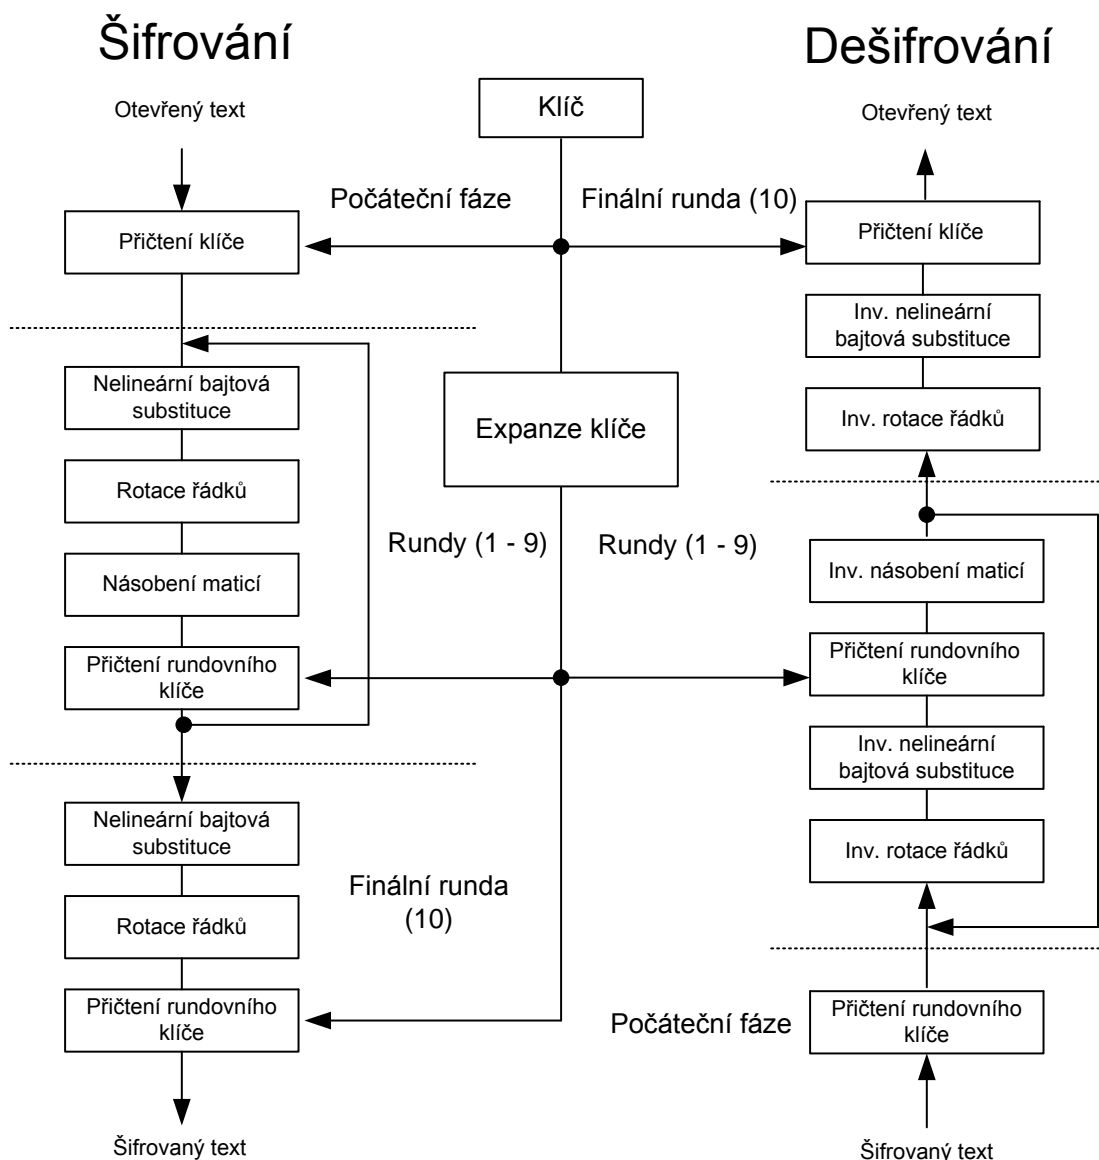 Šifrování
Otevřený text
Přičtení klíče
Nelineární bajtová
substituce
Rotace řádků
Násobení maticí
Přičtení rundovního
klíče
Nelineární bajtová
substituce
Rotace řádků
Přičtení rundovního
klíče
Šifrovaný text
Klíč
Počáteční fáze
Finální runda (10)
Expanze klíče
Rundy (1 - 9)
Rundy (1 - 9)
Finální runda
(10)
Počáteční fáze
Dešifrování
Otevřený text
Přičtení klíče
Inv. nelineární
bajtová substituce
Inv. rotace řádků
Inv. násobení maticí
Přičtení rundovního
klíče
Inv. nelineární
bajtová substituce
Inv. rotace řádků
Přičtení rundovního
klíče
Šifrovaný text